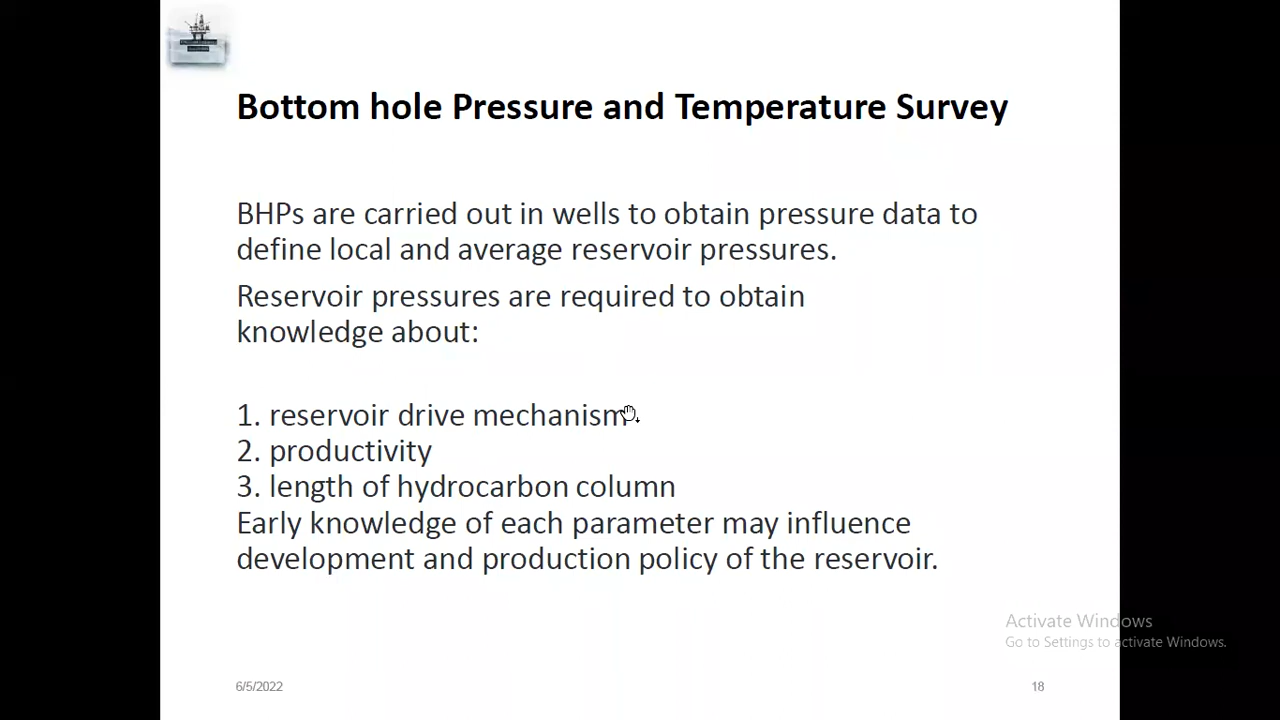 Bottom hole Pressure and Temperature Survey
BHPs are carried out in wells to obtain pressure data to
define local and average reservoir pressures.
Reservoir pressures are required to obtain
knowledge about:
1. reservoir drive mechanism
2. productivity
3. length of hydrocarbon column
Early knowledge of each parameter may influence
development and production policy of the reservoir.
Activate Windows
Go to Settings to activate Windows.
6/5/2022
18